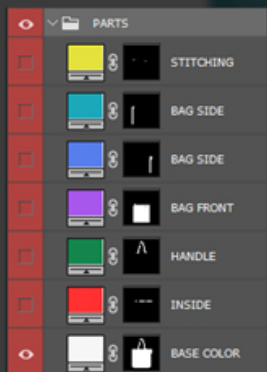 PARTS
STITCHING
BAG SIDE
BAG SIDE
BAG FRONT
HANDLE
INSIDE
BASE COLOR